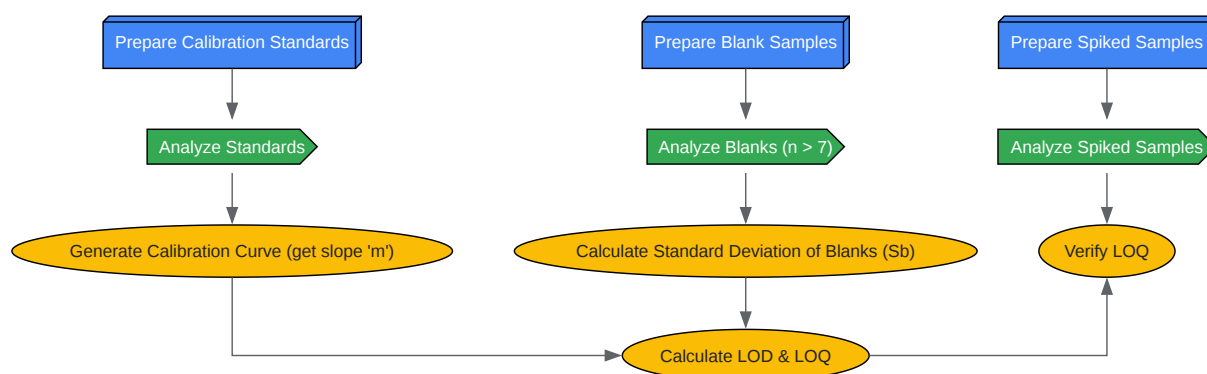 Prepare Calibration Standards
Prepare Blank Samples
Prepare Spiked Samples
Analyze Standards
Analyze Blanks (n > 7)
Analyze Spiked Samples
Generate Calibration Curve (get slope 'm')
Calculate Standard Deviation of Blanks (Sb)
Verify LOQ
Calculate LOD & LOQ